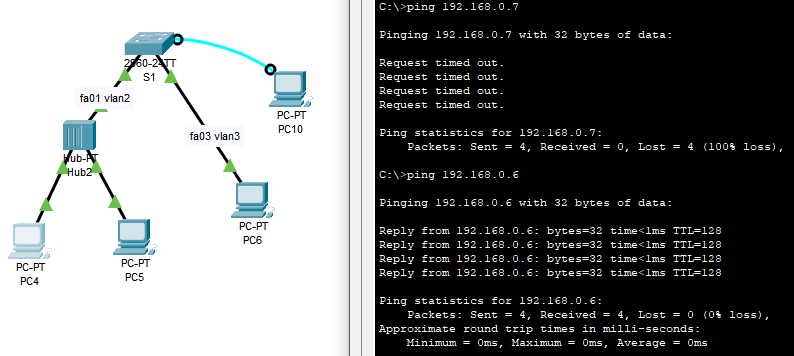 2960-24TT
S1
fa01 vlan2
PC-PT
PC10
fa03 vlan3
Hub-PT
Hub2
PC-PT
PC6
PC-PT
PC5
PC-PT
PC4
C:\>ping 192.168.0.7
Pinging 192.168.0.7 with 32 bytes of data:
Request timed out.
Request timed out.
Request timed out.
Request timed out.
Ping statistics for 192.168.0.7:
Packets: Sent = 4, Received = 0, Lost = 4 (100% loss),
C:\>ping 192.168.0.6
Pinging 192.168.0.6 with 32 bytes of data:
Reply from 192.168.0.6: bytes=32 time<1ms TTL=128
Reply from 192.168.0.6: bytes=32 time<1ms TTL=128
Reply from 192.168.0.6: bytes=32 time<1ms TTL=128
Reply from 192.168.0.6: bytes=32 time<1ms TTL=128
Ping statistics for 192.168.0.6:
Packets: Sent = 4, Received = 4, Lost = 0 (0% loss),
Approximate round trip times in milli-seconds:
Minimum = 0ms, Maximum = 0ms, Average = 0ms